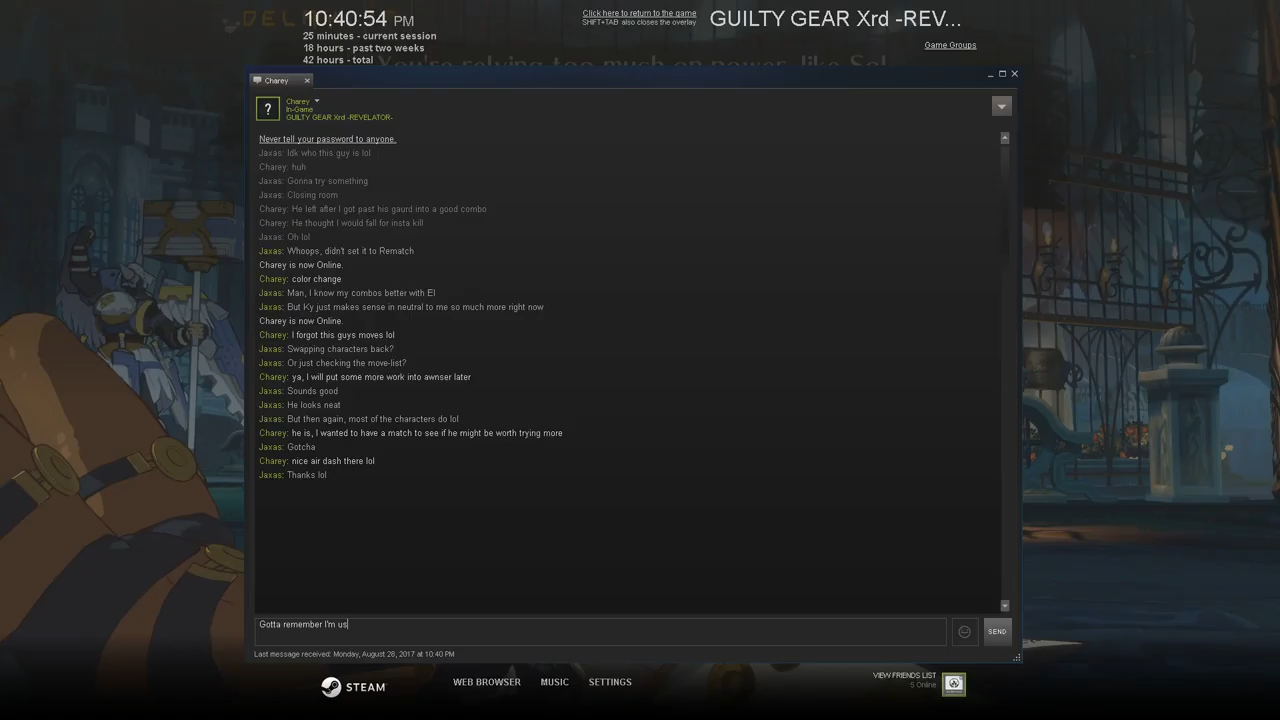 10:40:54 PM
25 minutes - current session
18 hours - past two weeks
42 hours - total
Click here to return to the game
SHIFT+TAB also closes the overlay
GUILTY GEAR Xrd -REV...
Game Groups
You're relying too much on power, like Sol
Charey
Charey
In-Game
GUILTY GEAR Xrd -REVELATOR-
Never tell your password to anyone.
Jaxas: Idk who this guy is lol
Charey: huh
Jaxas: Gonna try something
Jaxas: Closing room
Charey: He left after I got past his gaurd into a good combo
Charey: He thought I would fall for insta kill
Jaxas: Oh lol
Jaxas: Whoops, didn't set it to Rematch
Charey is now Online.
Charey: color change
Jaxas: Man, I know my combos better with El
Jaxas: But Ky just makes sense in neutral to me so much more right now
Charey is now Online.
Charey: I forgot this guys moves lol
Jaxas: Swapping characters back?
Jaxas: Or just checking the move-list?
Charey: ya, I will put some more work into awnser later
Jaxas: Sounds good
Jaxas: He looks neat
Jaxas: But then again, most of the characters do lol
Charey: he is, I wanted to have a match to see if he might be worth trying more
Jaxas: Gotcha
Charey: nice air dash there lol
Jaxas: Thanks lol
Gotta remember I'm us
SEND
Last message received: Monday, August 28, 2017 at 10:40 PM
STEAM
WEB BROWSER
MUSIC
SETTINGS
VIEW FRIENDS LIST
5 Online